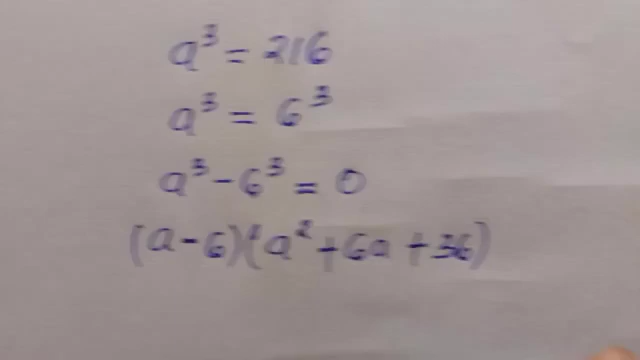 a³ = 216
a³ = 6³
a³ - 6³ = 0
(a - 6)(a² + 6a + 36)